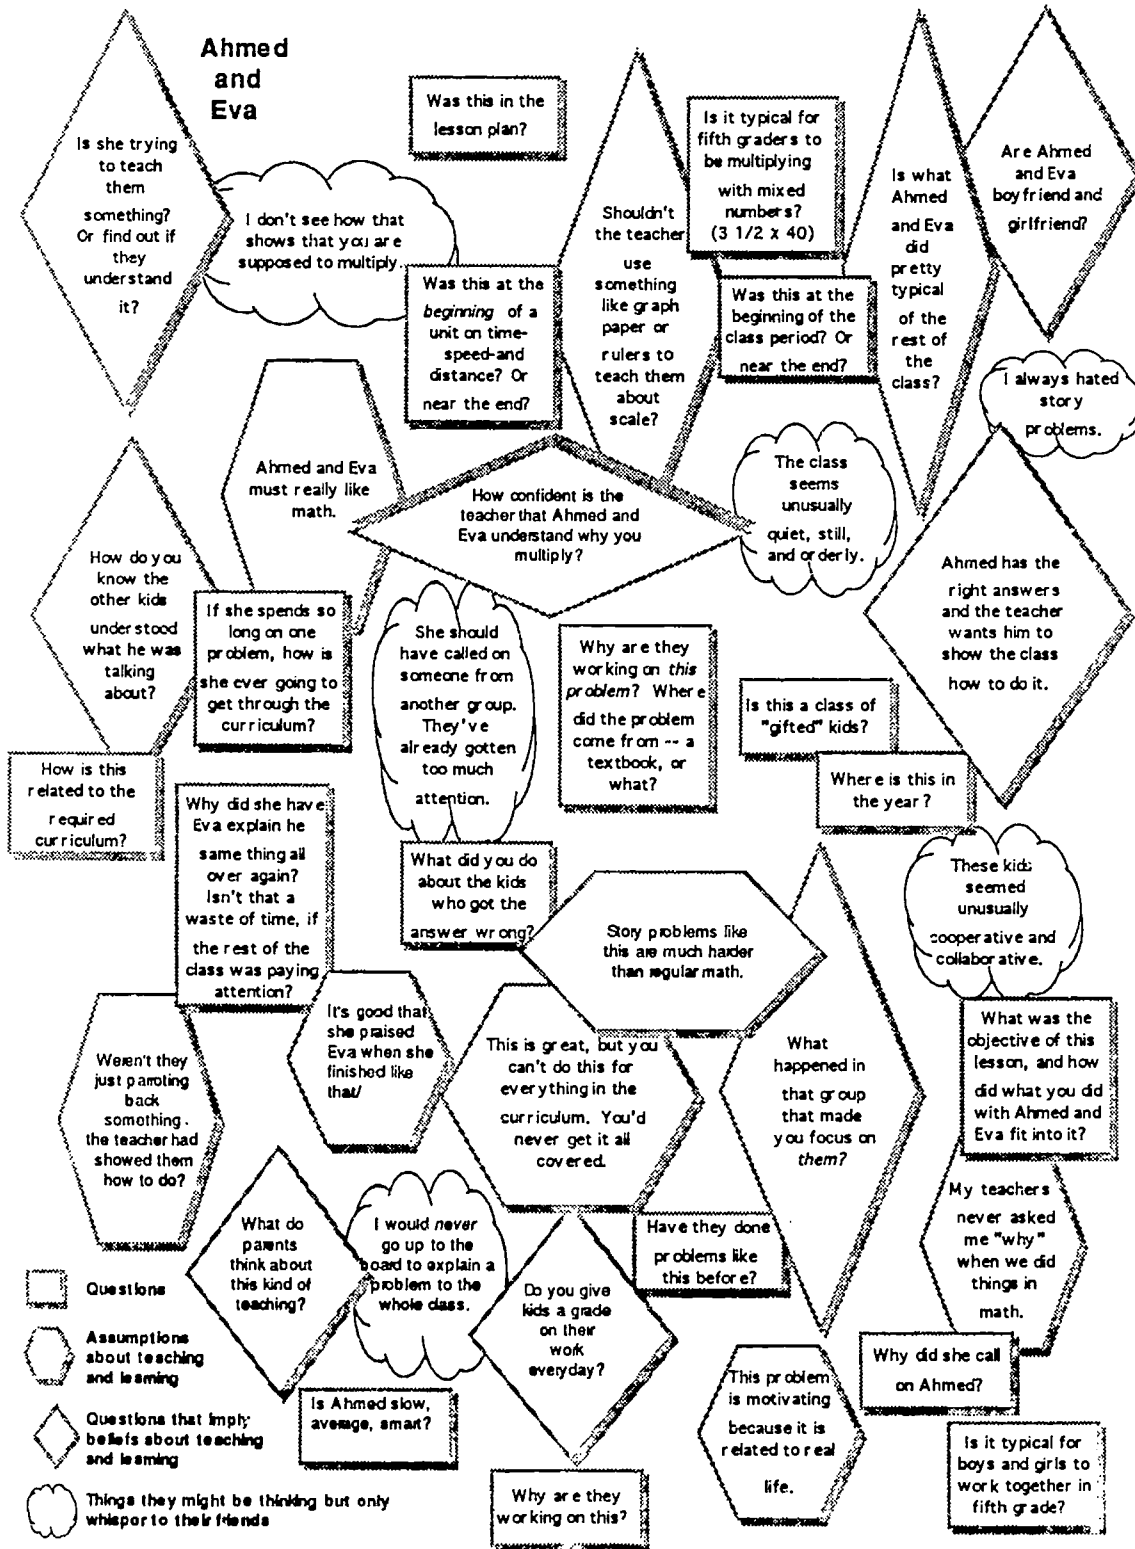 Ahmed
and
Eva
Is she trying
to teach
them
something?
Or find out if
they
understand
it?
I don't see how that
shows that you are
supposed to multiply.
Was this in the
lesson plan?
Was this at the
beginning of a
unit on time-
speed-and
distance? Or
near the end?
Shouldn't
the teacher
use
something
like graph
paper or
rulers to
teach them
about
scale?
Is it typical for
fifth graders to
be multiplying
with mixed
numbers?
(3 1/2 x 40)
Was this at the
beginning of the
class period? Or
near the end?
Is what
Ahmed
and Eva
did
pretty
typical
of the
rest of
the
class?
Are Ahmed
and Eva
boyfriend and
girlfriend?
I always hated
story
problems.
Ahmed and Eva
must really like
math.
How confident is the
teacher that Ahmed and
Eva understand why you
multiply?
The class
seems
unusually
quiet, still,
and orderly.
How do you
know the
other kids
understood
what he was
talking
about?
If she spends so
long on one
problem, how is
she ever going to
get through the
curriculum?
She should
have called on
someone from
another group.
They've
already gotten
too much
attention.
Why are they
working on this
problem? Where
did the problem
come from -- a
textbook, or
what?
Ahmed has the
right answers
and the teacher
wants him to
show the class
how to do it.
Is this a class of
"gifted" kids?
Where is this in
the year?
How is this
related to the
required
curriculum?
Why did she have
Eva explain he
same thing all
over again?
Isn't that a
waste of time, if
the rest of the
class was paying
attention?
What did you do
about the kids
who got the
answer wrong?
Story problems like
this are much harder
than regular math.
These kids
seemed
unusually
cooperative and
collaborative.
Weren't they
just parroting
back
something.
the teacher had
showed them
how to do?
It's good that
she praised
Eva when she
finished like
that/
This is great, but you
can't do this for
everything in the
curriculum. You'd
never get it all
covered.
What
happened in
that group
that made
you focus on
them?
What was the
objective of this
lesson, and how
did what you did
with Ahmed and
Eva fit into it?
What do
parents
think about
this kind of
teaching?
I would never
go up to the
board to explain a
problem to the
whole class.
Do you give
kids a grade
on their
work
everyday?
Have they done
problems like
this before?
My teachers
never asked
me "why"
when we did
things in
math.
Questions
Assumptions
about teaching
and learning
Questions that imply
beliefs about teaching
and learning
Things they might be thinking but only
whispor to their friends
Is Ahmed slow,
average, smart?
Why are they
working on this?
This problem
is motivating
because it is
related to real
life.
Why did she call
on Ahmed?
Is it typical for
boys and girls to
work together in
fifth grade?